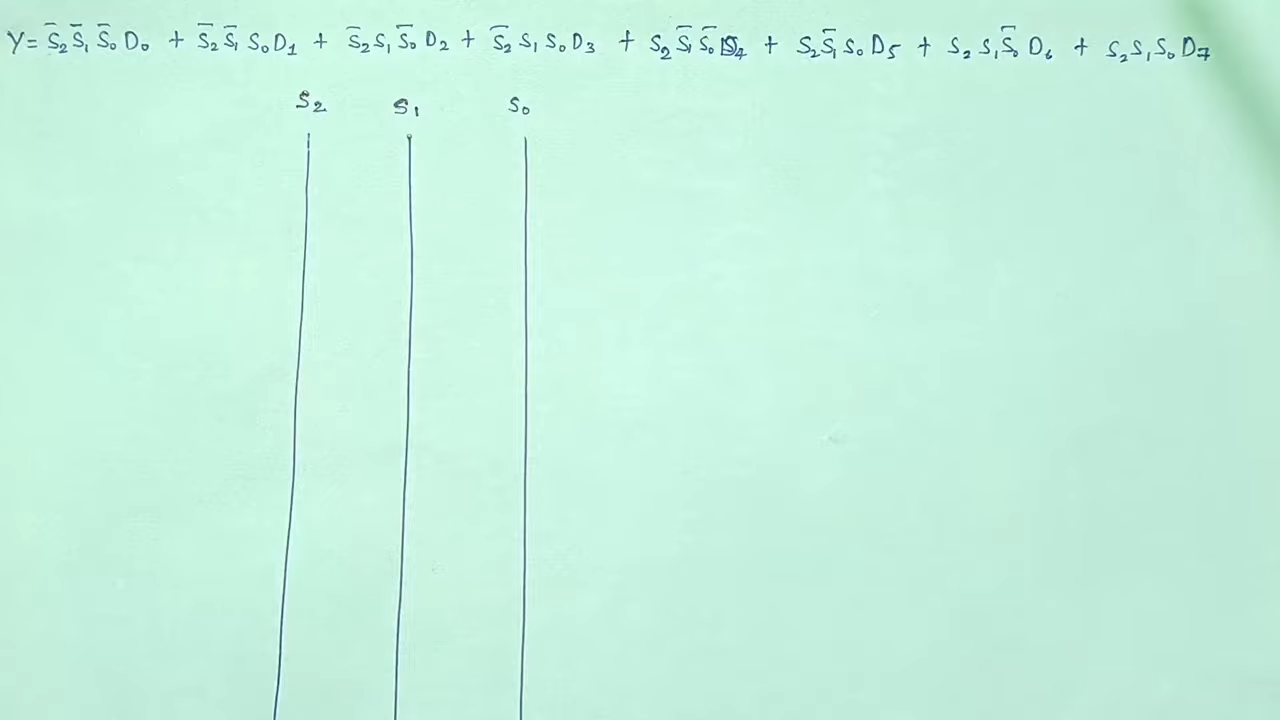 Y = S̅₂S̅₁S̅₀D₀ + S̅₂S̅₁S₀D₁ + S̅₂S₁S̅₀D₂ + S̅₂S₁S₀D₃ + S₂S̅₁S̅₀D₄ + S₂S̅₁S₀D₅ + S₂S₁S̅₀D₆ + S₂S₁S₀D₇
S₂ S₁ S₀